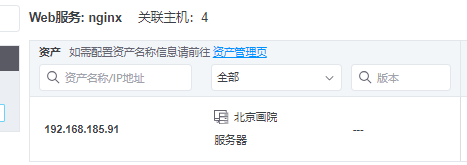 Web服务: nginx 关联主机: 4
资产 如需配置资产名称信息请前往 资产管理页
资产名称/IP地址 全部 版本
192.168.185.91 北京画院 ---
服务器